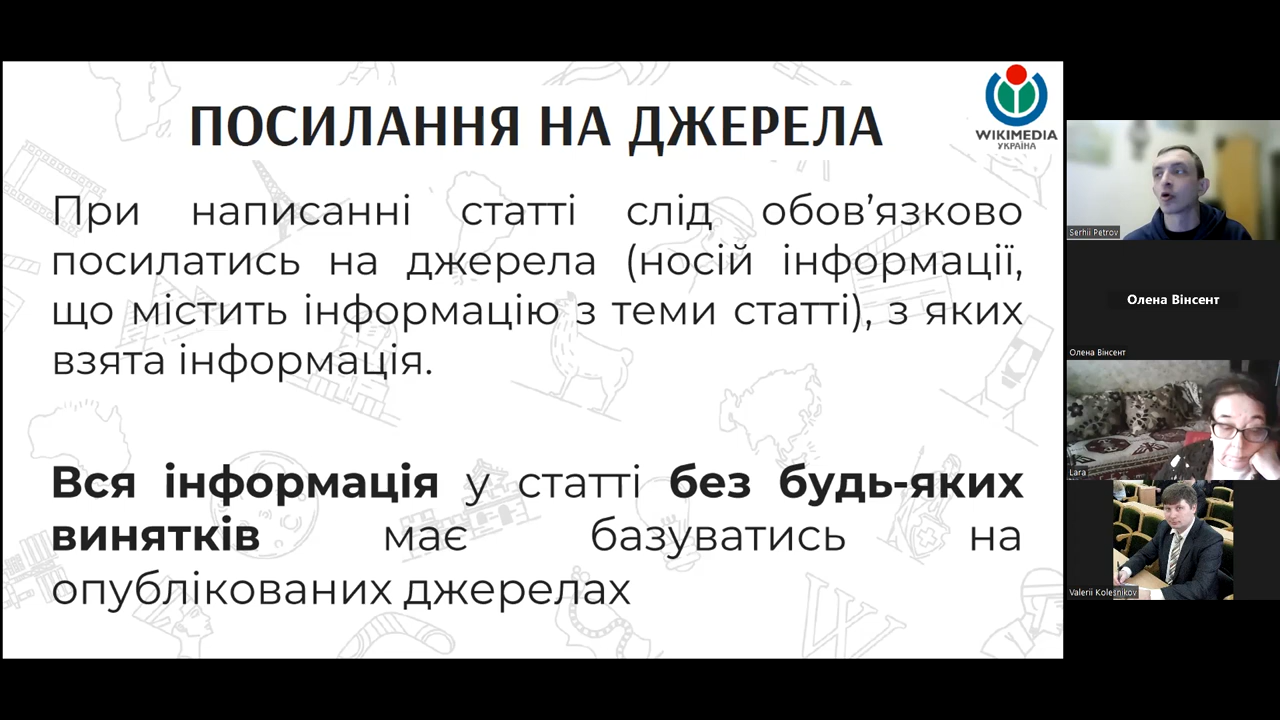 ПОСИЛАННЯ НА ДЖЕРЕЛА
WIKIMEDIA
УКРАЇНА
При написанні статті слід обов’язково
посилатись на джерела (носій інформації,
що містить інформацію з теми статті), з яких
взята інформація.
Вся інформація у статті без будь-яких
винятків має базуватись на
опублікованих джерелах
Serhii Petrov
Олена Вінсент
Олена Вінсент
Lara
Valerii Kolesnikov